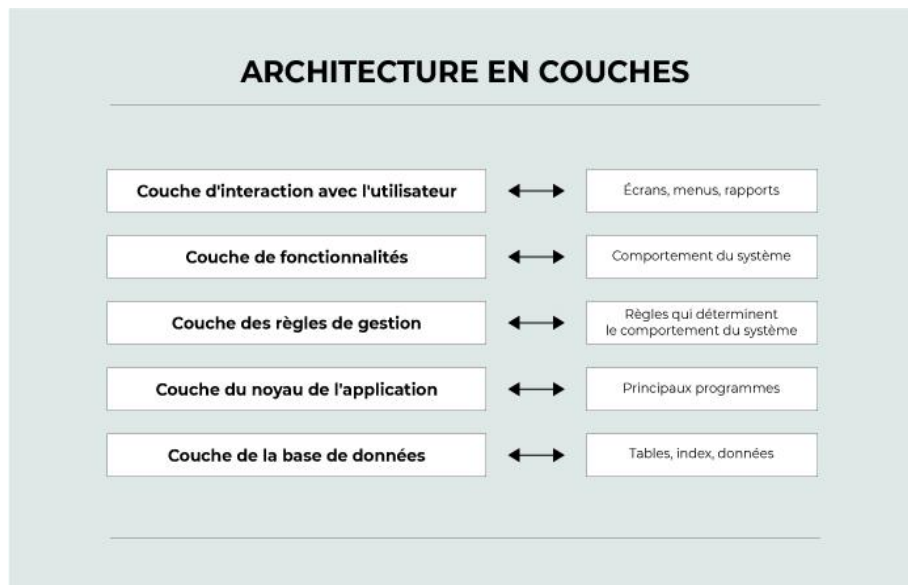 ARCHITECTURE EN COUCHES
Couche d'interaction avec l'utilisateur
Écrans, menus, rapports
Couche de fonctionnalités
Comportement du système
Couche des règles de gestion
Règles qui déterminent
le comportement du système
Couche du noyau de l'application
Principaux programmes
Couche de la base de données
Tables, index, données